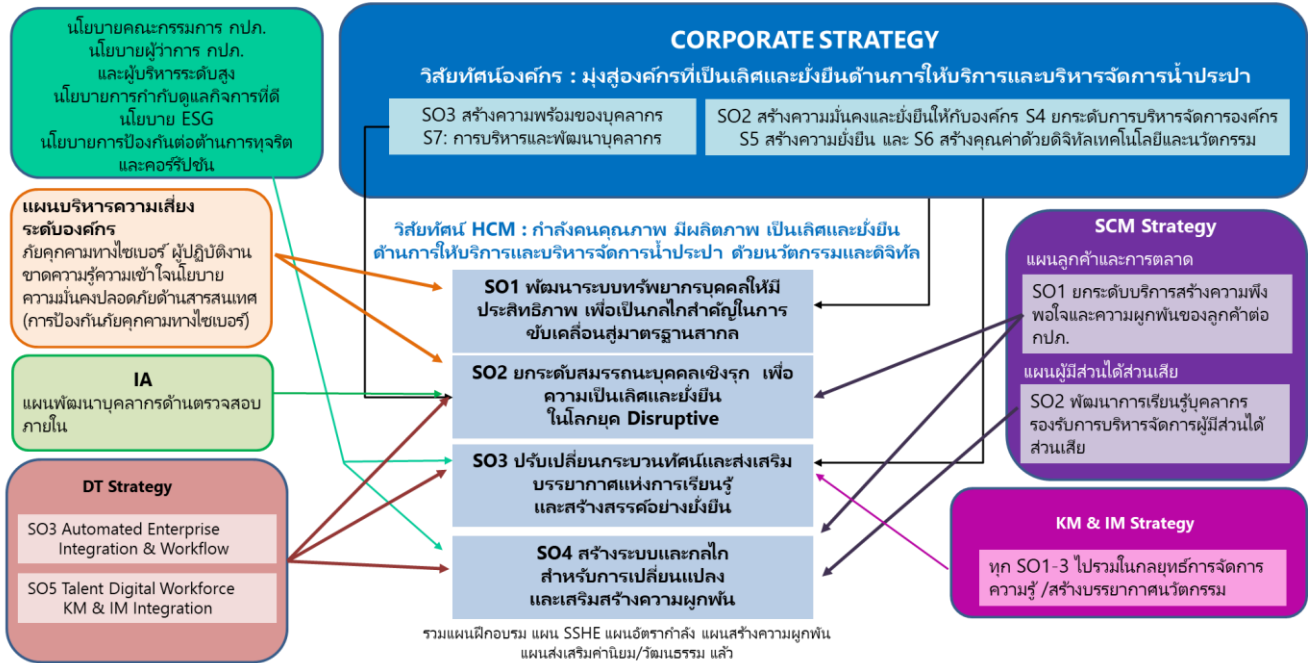 นโยบายคณะกรรมการ กปภ.
นโยบายผู้ว่าการ กปภ.
และผู้บริหารระดับสูง
นโยบายการกำกับดูแลกิจการที่ดี
นโยบาย ESG
นโยบายการป้องกันต่อต้านการทุจริต
และคอร์รัปชัน
CORPORATE STRATEGY
วิสัยทัศน์องค์กร : มุ่งสู่องค์กรที่เป็นเลิศและยั่งยืนด้านการให้บริการและบริหารจัดการน้ำประปา
SO3 สร้างความพร้อมของบุคลากร
S7: การบริหารและพัฒนาบุคลากร
SO2 สร้างความมั่นคงและยั่งยืนให้กับองค์กร S4 ยกระดับการบริหารจัดการองค์กร
S5 สร้างความยั่งยืน และ S6 สร้างคุณค่าด้วยดิจิทัลเทคโนโลยีและนวัตกรรม
แผนบริหารความเสี่ยง
ระดับองค์กร
ภัยคุกคามทางไซเบอร์ ผู้ปฏิบัติงาน
ขาดความรู้ความเข้าใจนโยบาย
ความมั่นคงปลอดภัยด้านสารสนเทศ
(การป้องกันภัยคุกคามทางไซเบอร์)
IA
แผนพัฒนาบุคลากรด้านตรวจสอบ
ภายใน
DT Strategy
SO3 Automated Enterprise
Integration & Workflow
SO5 Talent Digital Workforce
KM & IM Integration
วิสัยทัศน์ HCM : กำลังคนคุณภาพ มีผลิตภาพ เป็นเลิศและยั่งยืน
ด้านการให้บริการและบริหารจัดการน้ำประปา ด้วยนวัตกรรมและดิจิทัล
SO1 พัฒนาระบบทรัพยากรบุคคลให้มี
ประสิทธิภาพ เพื่อเป็นกลไกสำคัญในการ
ขับเคลื่อนสู่มาตรฐานสากล
SO2 ยกระดับสมรรถนะบุคคลเชิงรุก เพื่อ
ความเป็นเลิศและยั่งยืน
ในโลกยุค Disruptive
SO3 ปรับเปลี่ยนกระบวนทัศน์และส่งเสริม
บรรยากาศแห่งการเรียนรู้
และสร้างสรรค์อย่างยั่งยืน
SO4 สร้างระบบและกลไก
สำหรับการเปลี่ยนแปลง
และเสริมสร้างความผูกพัน
รวมแผนฝึกอบรม แผน SSHE แผนอัตรากำลัง แผนสร้างความผูกพัน
แผนส่งเสริมค่านิยม/วัฒนธรรม แล้ว
SCM Strategy
แผนลูกค้าและการตลาด
SO1 ยกระดับบริการสร้างความพึง
พอใจและความผูกพันของลูกค้าต่อ
กปภ.
แผนผู้มีส่วนได้ส่วนเสีย
SO2 พัฒนาการเรียนรู้บุคลากร
รองรับการบริหารจัดการผู้มีส่วนได้
ส่วนเสีย
KM & IM Strategy
ทุก SO1-3 ไปรวมในกลยุทธ์การจัดการ
ความรู้ /สร้างบรรยากาศนวัตกรรม